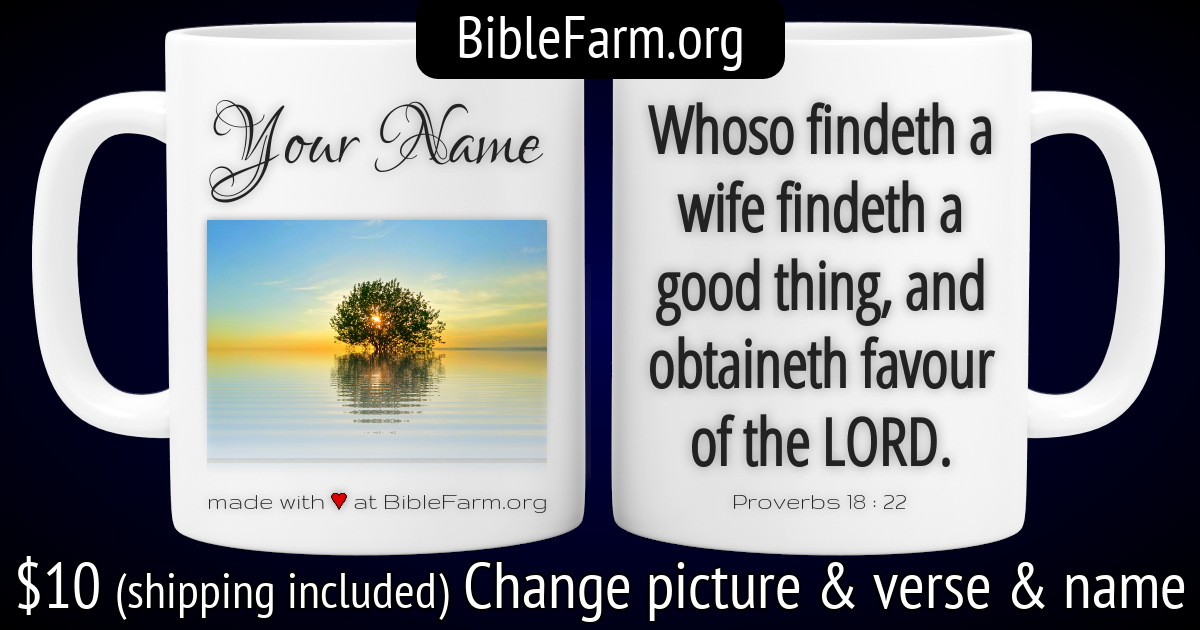 BibleFarm.org
Your Name
made with ♥ at BibleFarm.org
Whoso findeth a
wife findeth a
good thing, and
obtaineth favour
of the LORD.
Proverbs 18 : 22
$10 (shipping included) Change picture & verse & name